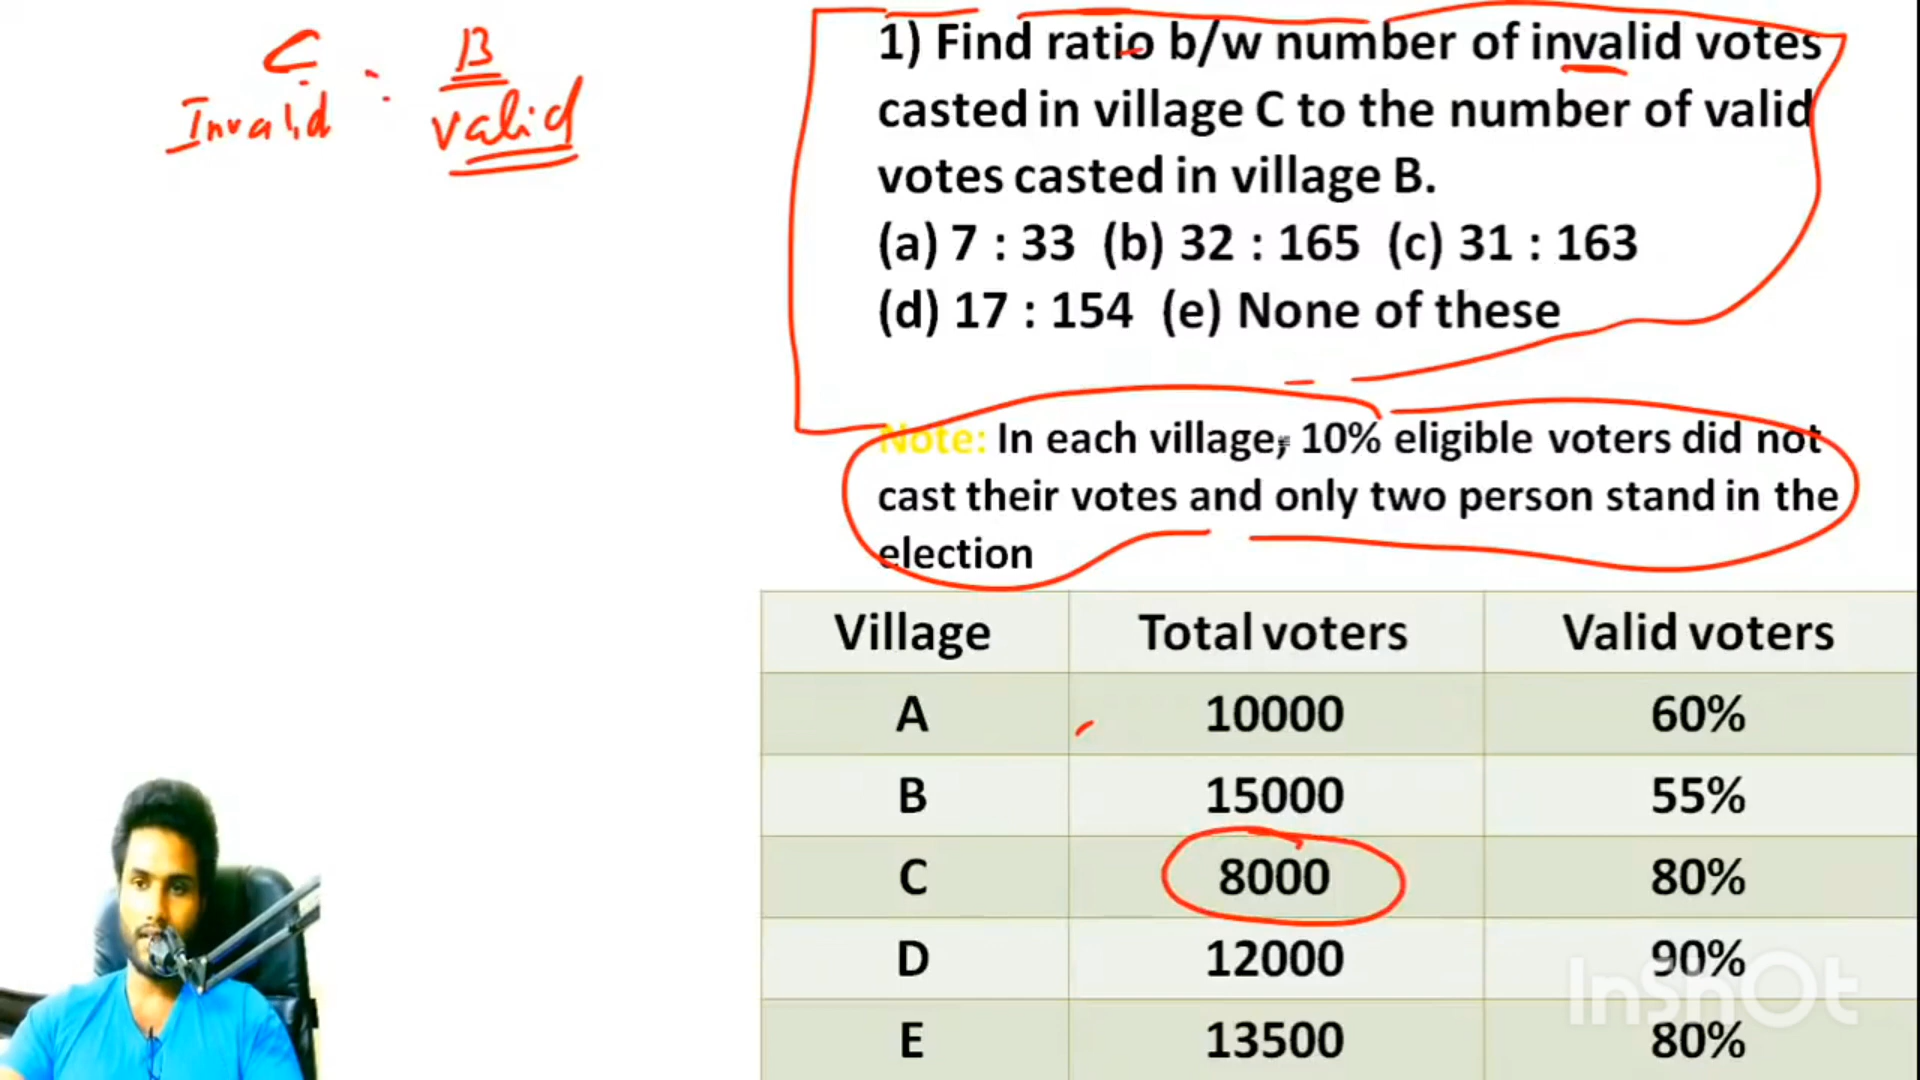 C : B
Invalid valid
1) Find ratio b/w number of invalid votes
casted in village C to the number of valid
votes casted in village B.
(a) 7 : 33 (b) 32 : 165 (c) 31 : 163
(d) 17 : 154 (e) None of these
Note: In each village, 10% eligible voters did not
cast their votes and only two person stand in the
election
Village Total voters Valid voters
A 10000 60%
B 15000 55%
C 8000 80%
D 12000 90%
E 13500 80%
InShOt